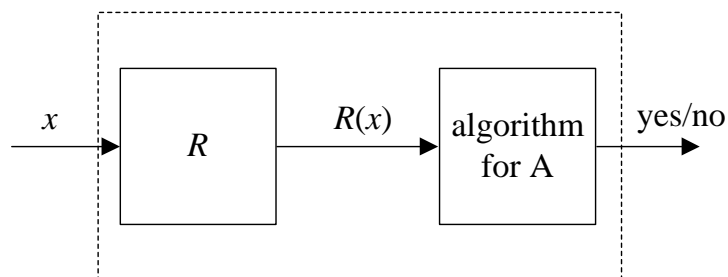 x
R
R(x)
algorithm
for A
yes/no